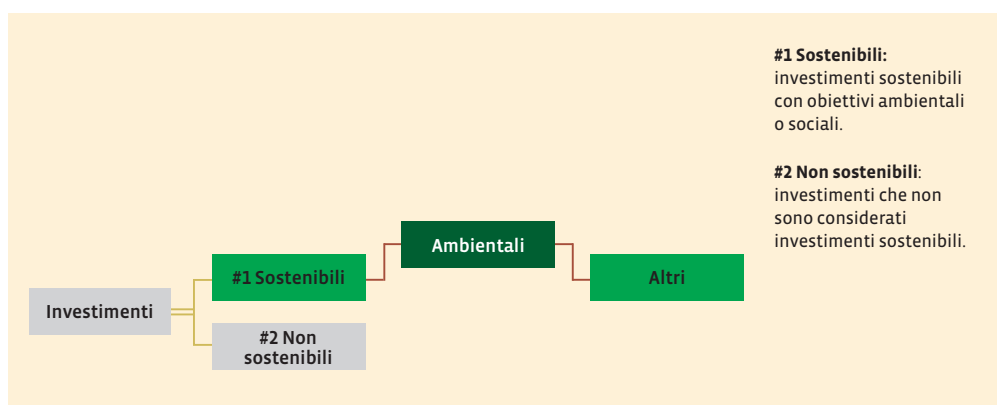 #1 Sostenibili:
investimenti sostenibili
con obiettivi ambientali
o sociali.
#2 Non sostenibili:
investimenti che non
sono considerati
investimenti sostenibili.
Investimenti
#1 Sostenibili
#2 Non
sostenibili
Ambientali
Altri